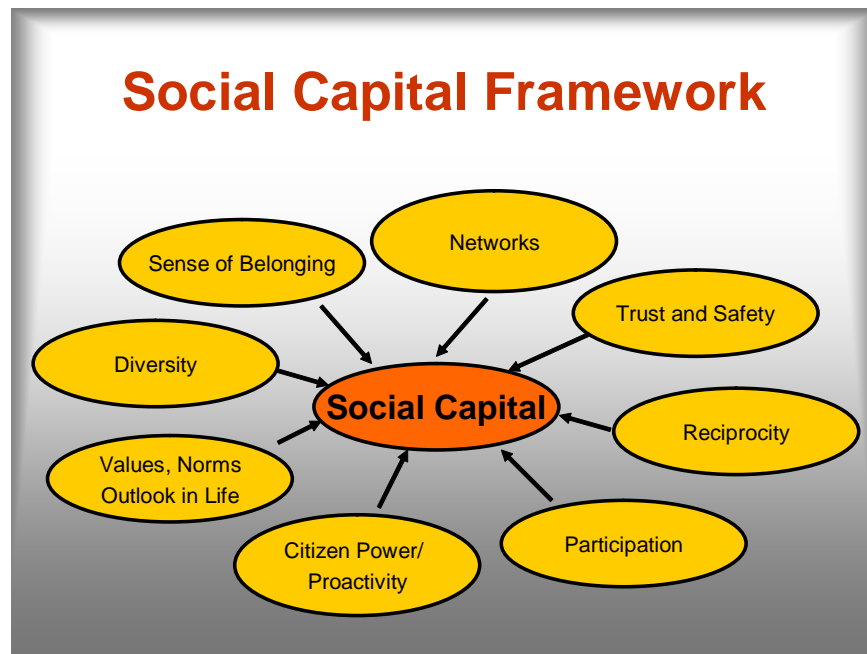 Social Capital Framework
Networks
Sense of Belonging
Trust and Safety
Diversity
Social Capital
Reciprocity
Values, Norms
Outlook in Life
Citizen Power/
Proactivity
Participation